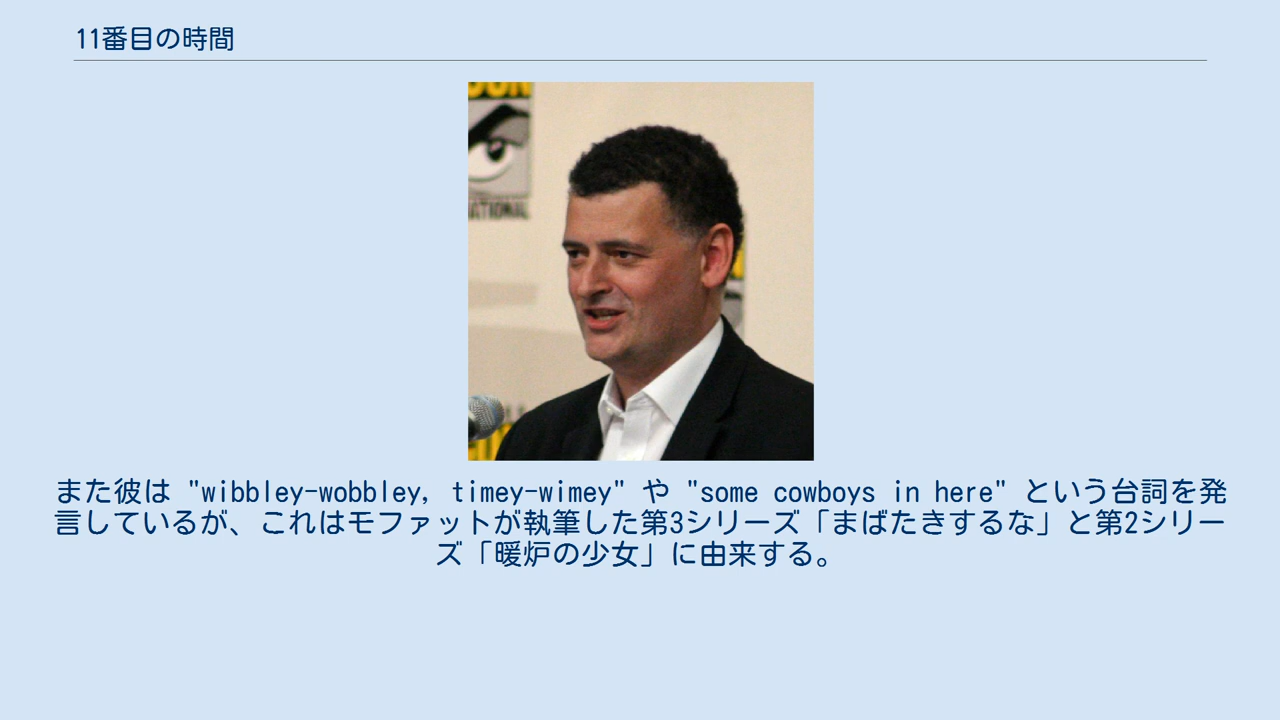 11番目の時間
ATIONAL
また彼は "wibbley-wobbley, timey-wimey" や "some cowboys in here" という台詞を発
言しているが、これはモファットが執筆した第3シリーズ「まばたきするな」と第2シリー
ズ「暖炉の少女」に由来する。